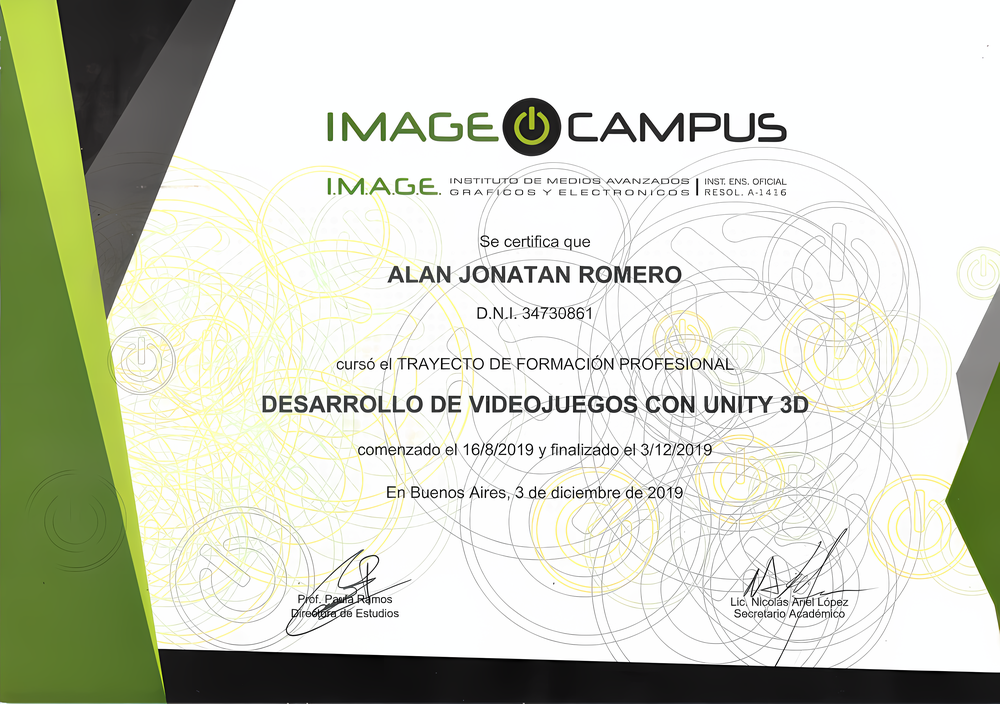 IMAGE CAMPUS
I.M.A.G.E. INSTITUTO DE MEDIOS AVANZADOS GRAFICOS Y ELECTRONICOS | INST. ENS. OFICIAL RESOL. A-1416
Se certifica que
ALAN JONATAN ROMERO
D.N.I. 34730861
cursó el TRAYECTO DE FORMACIÓN PROFESIONAL
DESARROLLO DE VIDEOJUEGOS CON UNITY 3D
comenzado el 16/8/2019 y finalizado el 3/12/2019
En Buenos Aires, 3 de diciembre de 2019
Prof. Paula Ramos
Directora de Estudios
Lic. Nicolás Ariel López
Secretario Académico